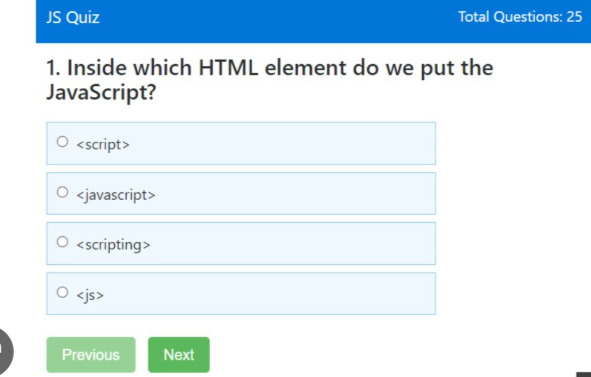 JS Quiz Total Questions: 25
1. Inside which HTML element do we put the
JavaScript?
<script>
<javascript>
<scripting>
<js>
Previous Next